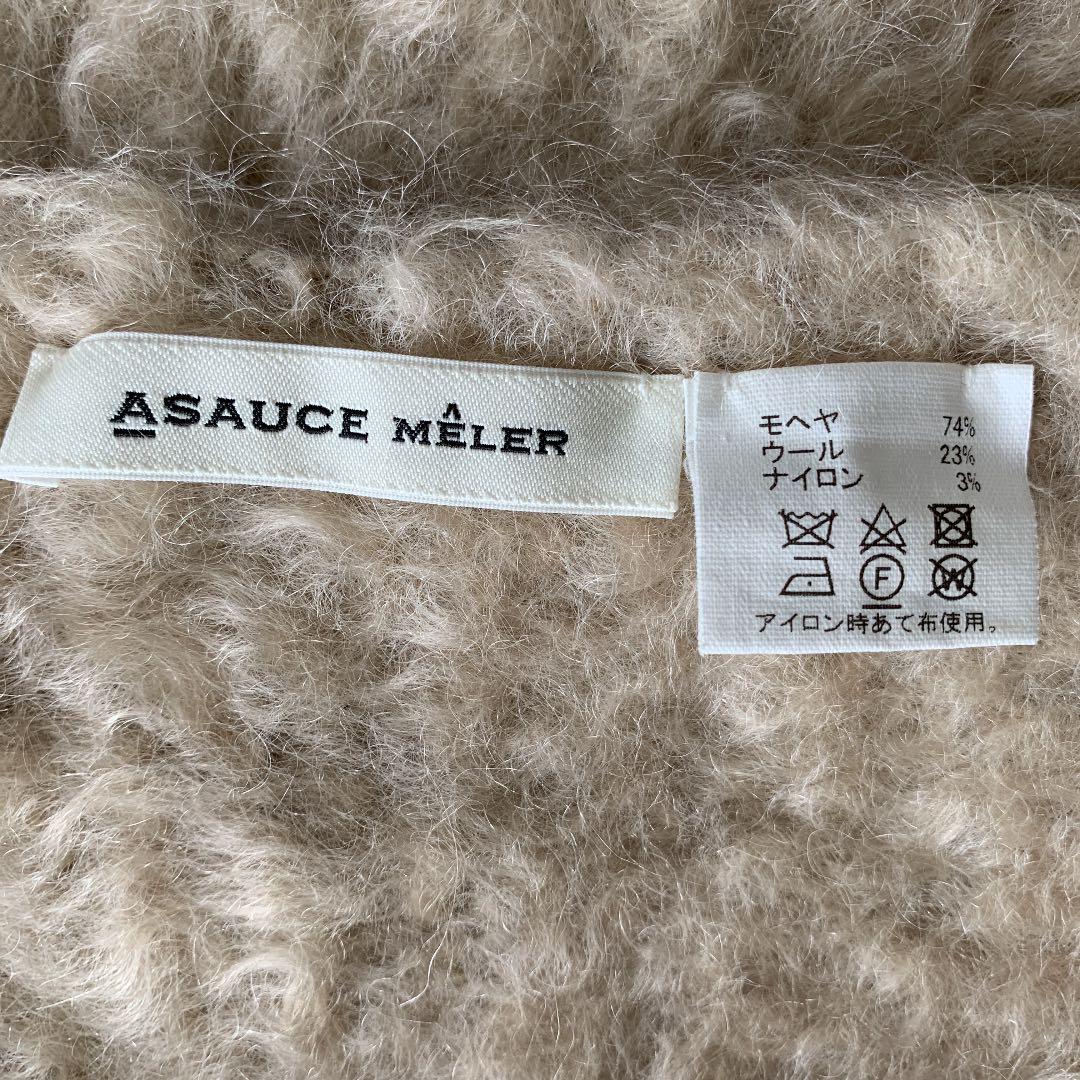 ASAUCE MÊLER
モヘヤ 74%
ウール 23%
ナイロン 3%
F W
アイロン時あて布使用。